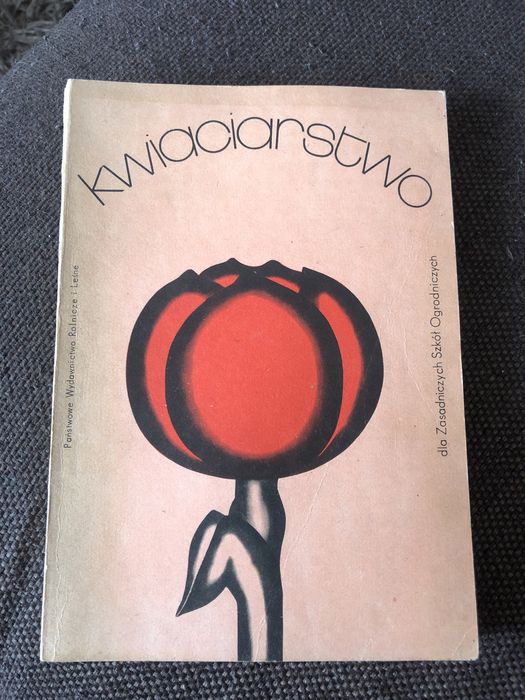 kwiaciarstwo
Państwowe Wydawnictwo Rolnicze i Leśne
dla Zasadniczych Szkół Ogrodniczych